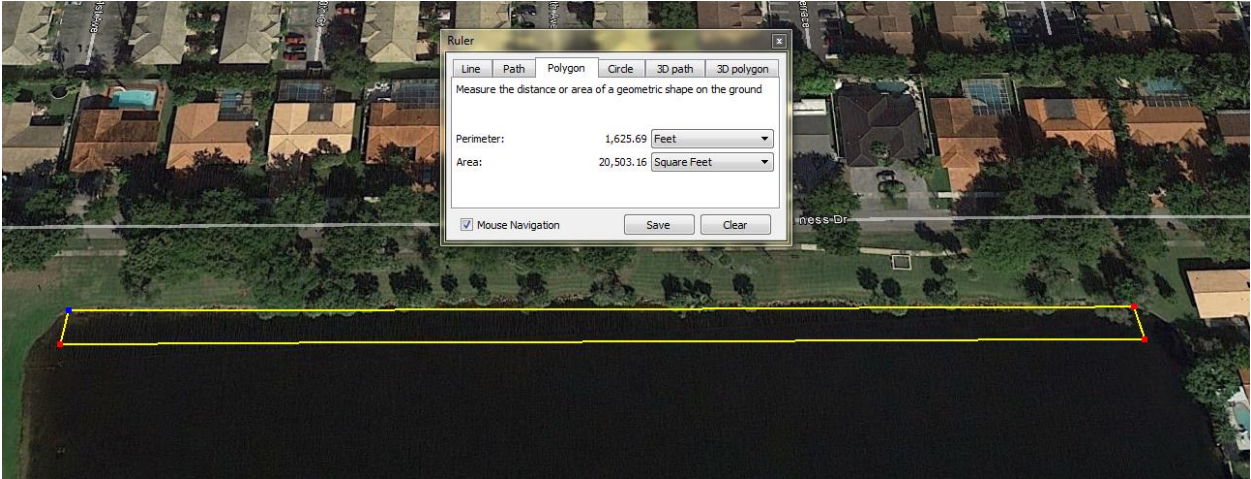 Ruler
Line Path Polygon Circle 3D path 3D polygon
Measure the distance or area of a geometric shape on the ground
Perimeter: 1,625.69 Feet
Area: 20,503.16 Square Feet
Mouse Navigation Save Clear
ness Dr